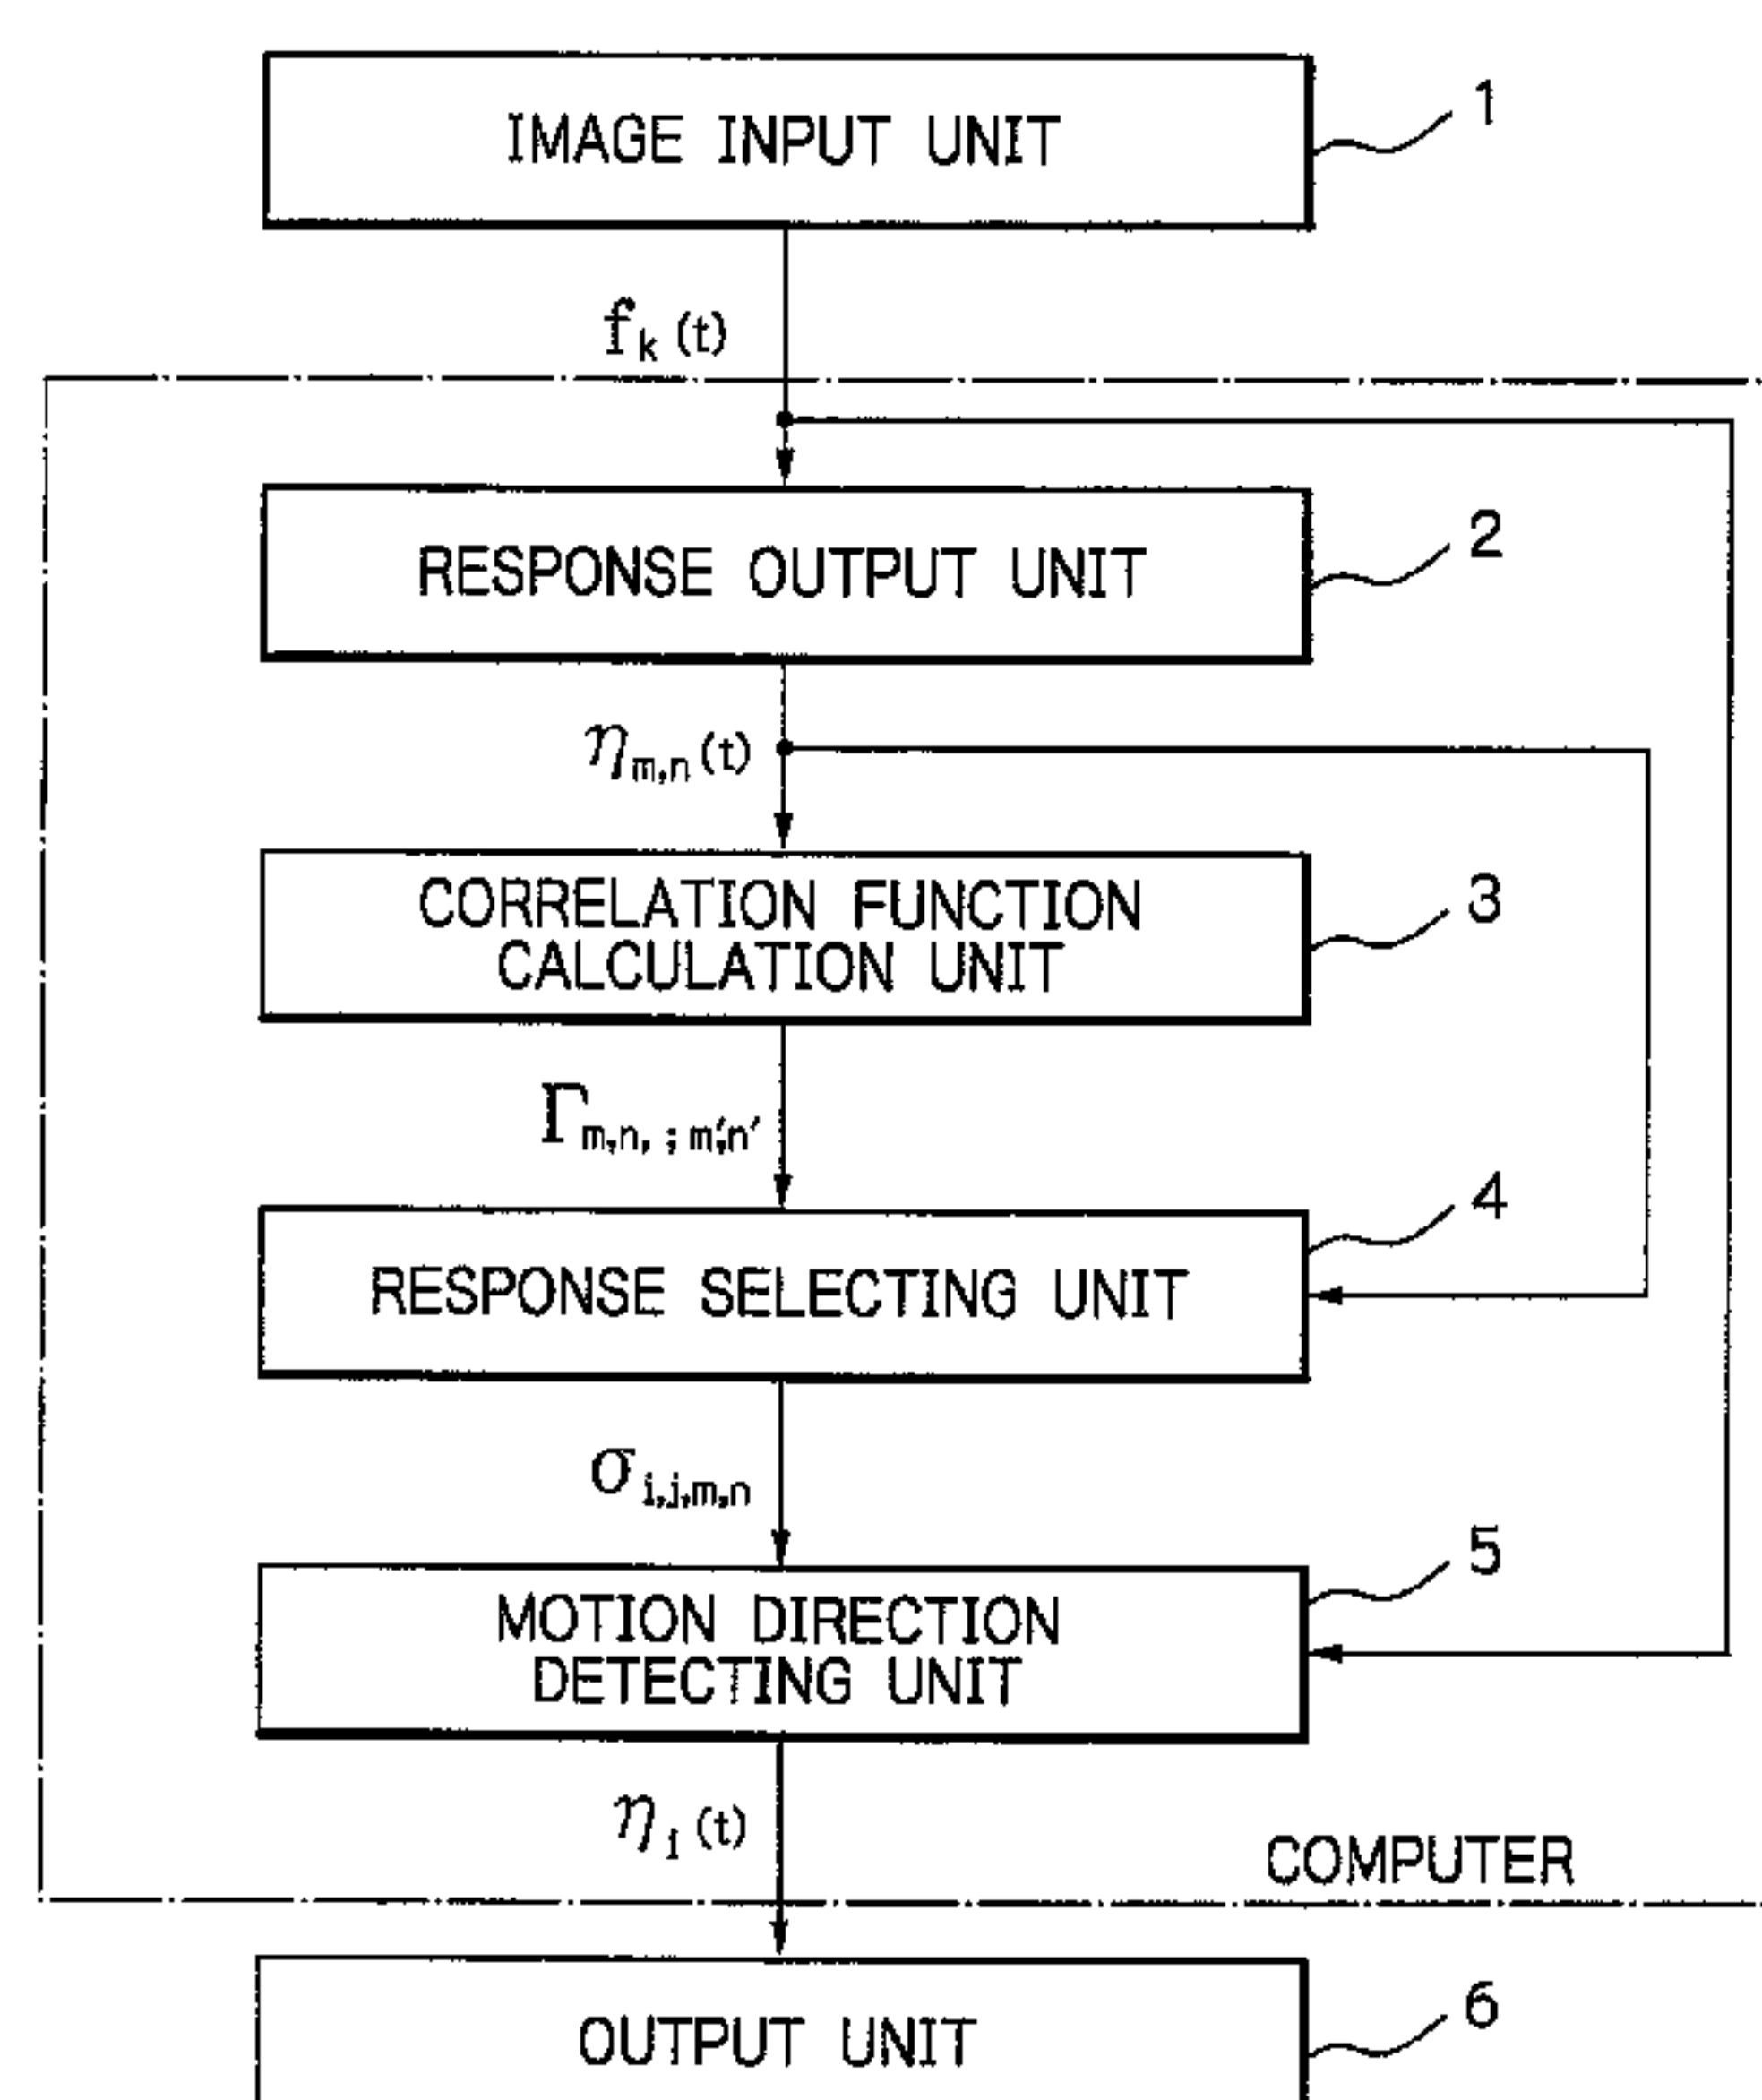 IMAGE INPUT UNIT
1
fk(t)
RESPONSE OUTPUT UNIT
2
ηm,n(t)
CORRELATION FUNCTION
CALCULATION UNIT
3
Γm,n, ; m',n'
RESPONSE SELECTING UNIT
4
σi,j,m,n
MOTION DIRECTION
DETECTING UNIT
5
ηi(t)
COMPUTER
OUTPUT UNIT
6